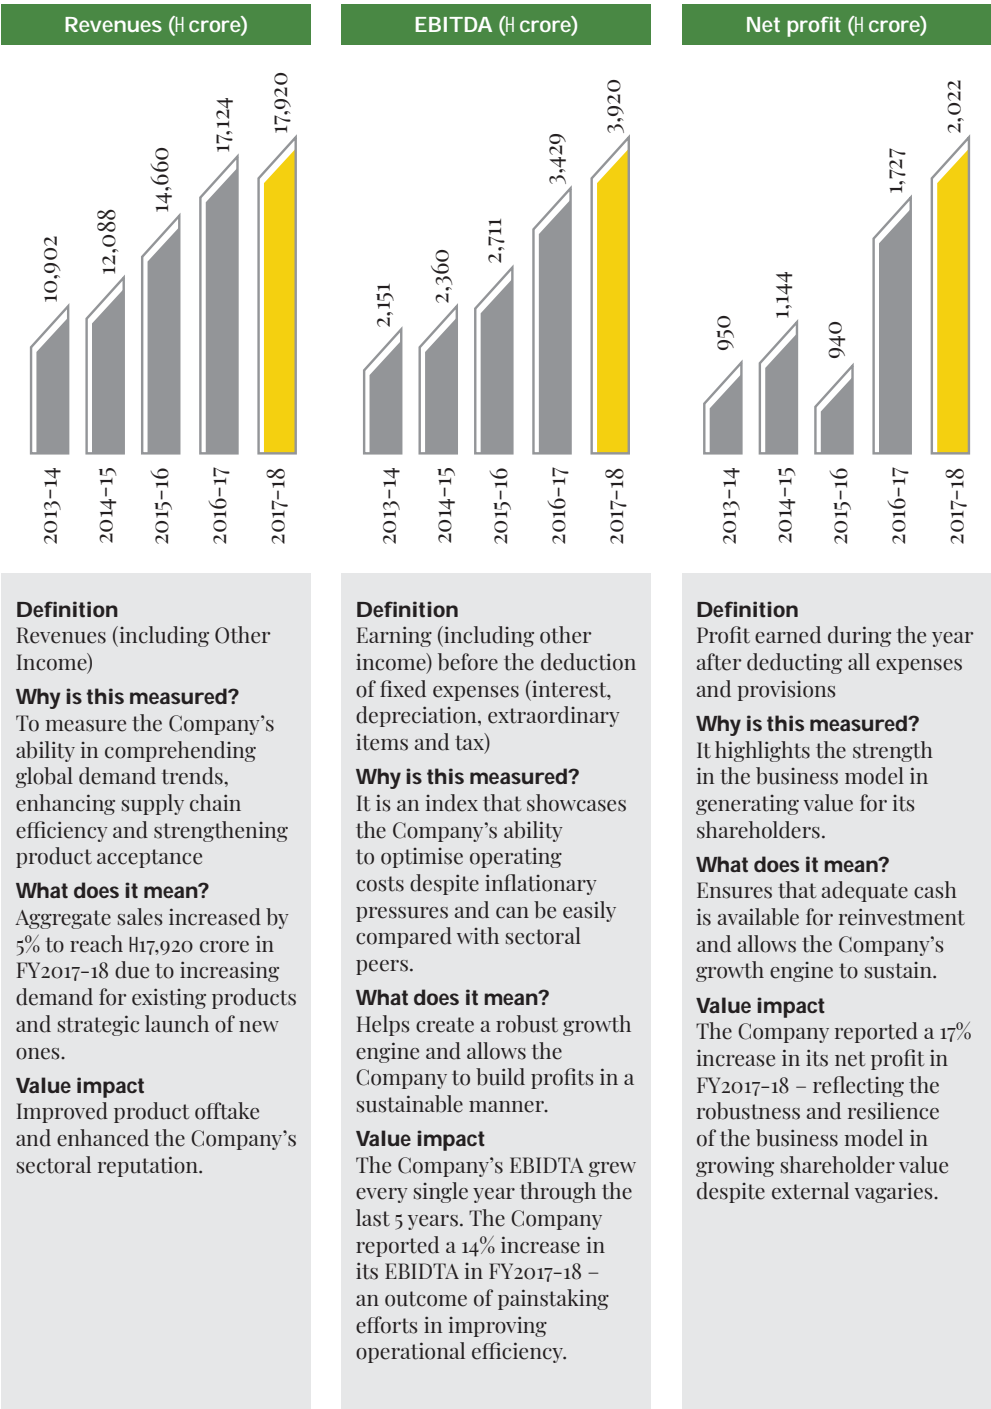 Revenues (H crore)
17,920
17,124
14,660
12,088
10,902
2013-14
2014-15
2015-16
2016-17
2017-18
Definition
Revenues (including Other
Income)
Why is this measured?
To measure the Company's
ability in comprehending
global demand trends,
enhancing supply chain
efficiency and strengthening
product acceptance
What does it mean?
Aggregate sales increased by
5% to reach H17,920 crore in
FY2017-18 due to increasing
demand for existing products
and strategic launch of new
ones.
Value impact
Improved product offtake
and enhanced the Company's
sectoral reputation.
EBITDA (H crore)
3,920
3,429
2,711
2,360
2,151
2013-14
2014-15
2015-16
2016-17
2017-18
Definition
Earning (including other
income) before the deduction
of fixed expenses (interest,
depreciation, extraordinary
items and tax)
Why is this measured?
It is an index that showcases
the Company's ability
to optimise operating
costs despite inflationary
pressures and can be easily
compared with sectoral
peers.
What does it mean?
Helps create a robust growth
engine and allows the
Company to build profits in a
sustainable manner.
Value impact
The Company's EBIDTA grew
every single year through the
last 5 years. The Company
reported a 14% increase in
its EBIDTA in FY2017-18 –
an outcome of painstaking
efforts in improving
operational efficiency.
Net profit (H crore)
2,022
1,727
1,144
950
940
2013-14
2014-15
2015-16
2016-17
2017-18
Definition
Profit earned during the year
after deducting all expenses
and provisions
Why is this measured?
It highlights the strength
in the business model in
generating value for its
shareholders.
What does it mean?
Ensures that adequate cash
is available for reinvestment
and allows the Company's
growth engine to sustain.
Value impact
The Company reported a 17%
increase in its net profit in
FY2017-18 – reflecting the
robustness and resilience
of the business model in
growing shareholder value
despite external vagaries.